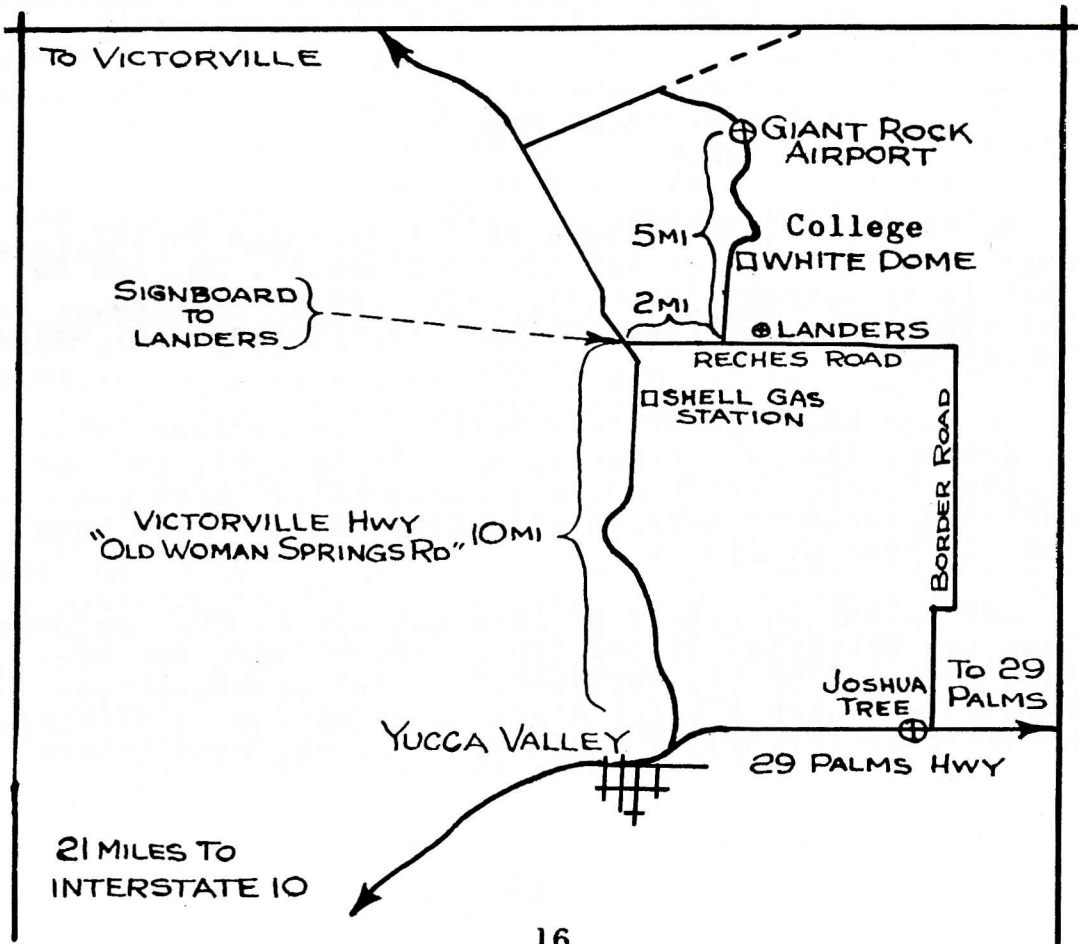 TO VICTORVILLE
GIANT ROCK
AIRPORT
5MI
College
WHITE DOME
SIGNBOARD
TO
LANDERS
2MI
LANDERS
RECHES ROAD
SHELL GAS
STATION
BORDER ROAD
VICTORVILLE HWY
"OLD WOMAN SPRINGS RD"
10MI
JOSHUA
TREE
TO 29
PALMS
YUCCA VALLEY
29 PALMS HWY
21 MILES TO
INTERSTATE 10
16